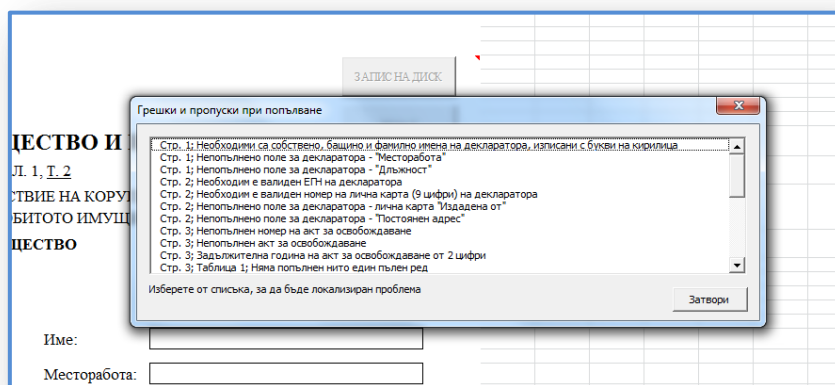 ЗАПИС НА ДИСК
Грешки и пропуски при попълване
ЩЕСТВО И
Л. 1, Т. 2
СТВИЕ НА КОРУ
БИТОТО ИМУЩ
ЩЕСТВО
Стр. 1; Необходими са собствено, бащино и фамилно имена на декларатора, изписани с букви на кирилица
Стр. 1; Непопълнено поле за декларатора - "Месторабота"
Стр. 1; Непопълнено поле за декларатора - "Длъжност"
Стр. 2; Необходим е валиден ЕГН на декларатора
Стр. 2; Необходим е валиден номер на лична карта (9 цифри) на декларатора
Стр. 2; Непопълнено поле за декларатора - лична карта "Издадена от"
Стр. 2; Непопълнено поле за декларатора - "Постоянен адрес"
Стр. 3; Непопълнен номер на акт за освобождаване
Стр. 3; Непопълнен акт за освобождаване
Стр. 3; Задължителна година на акт за освобождаване от 2 цифри
Стр. 3; Таблица 1; Няма попълнен нито един пълен ред
Изберете от списъка, за да бъде локализиран проблема
Затвори
Име:
Месторабота: